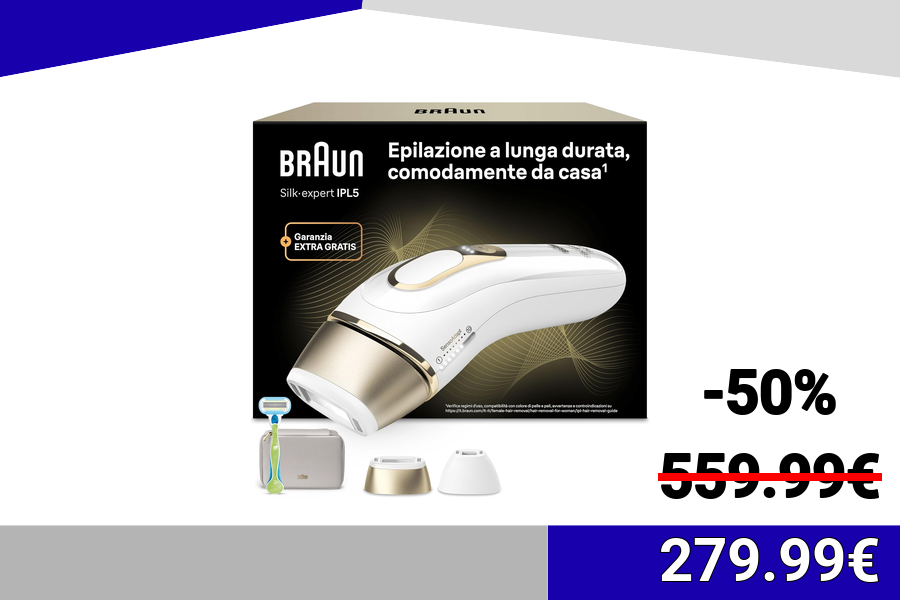 BRAUN
BRAUN
Silk·expert IPL5
Epilazione a lunga durata,
comodamente da casa¹
Garanzia
EXTRA GRATIS
SensoAdapt
-50%
559.99€
279.99€